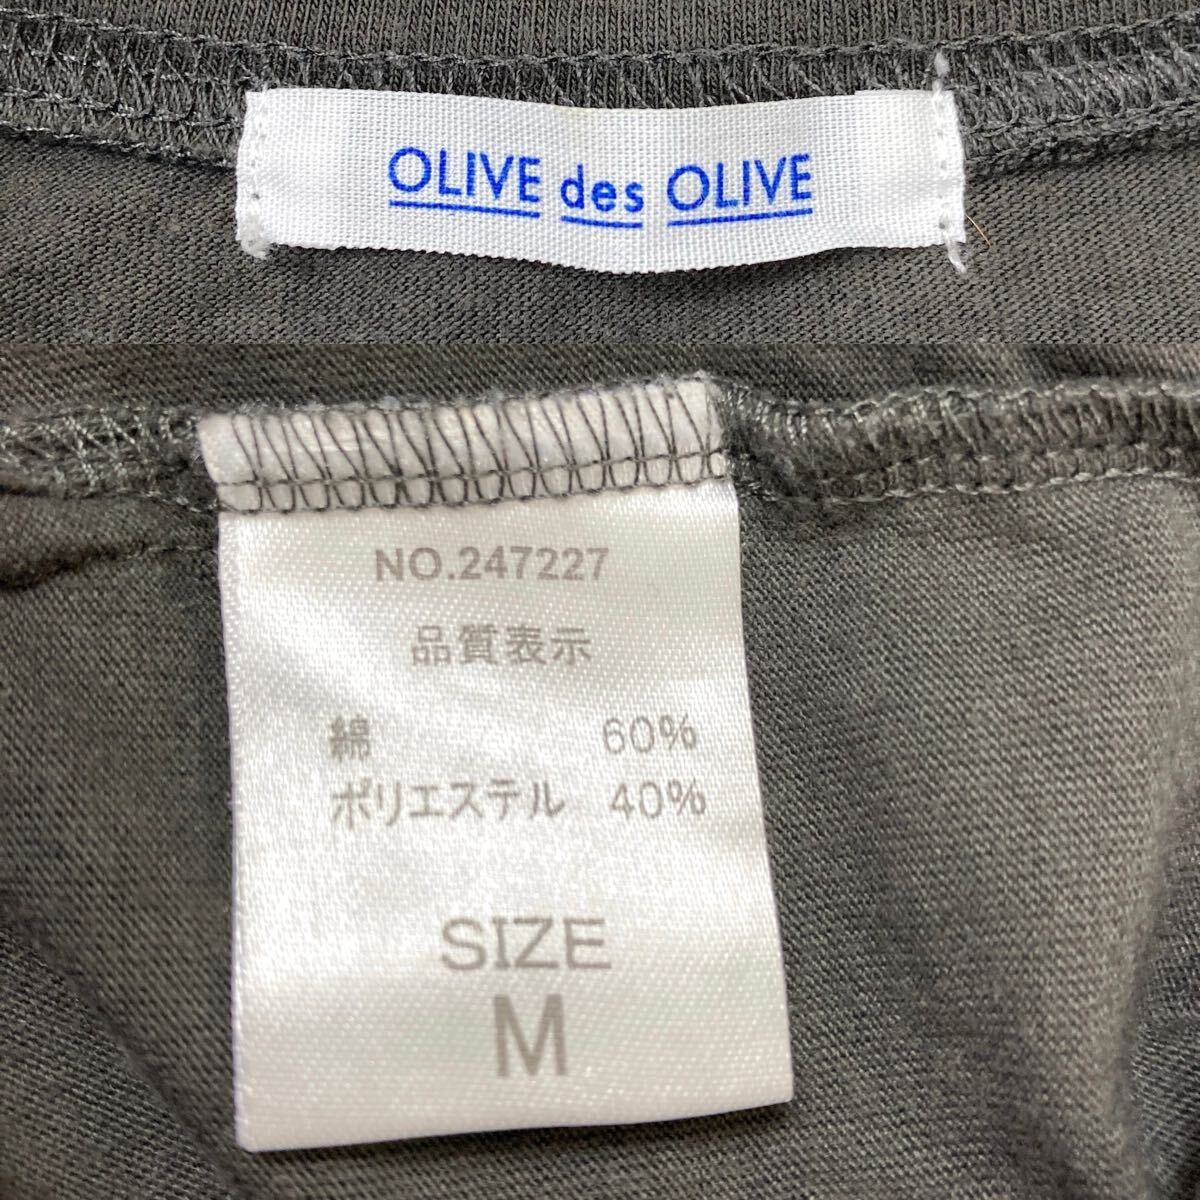 OLIVE des OLIVE
NO.247227
品質表示
綿 60%
ポリエステル 40%
SIZE
M